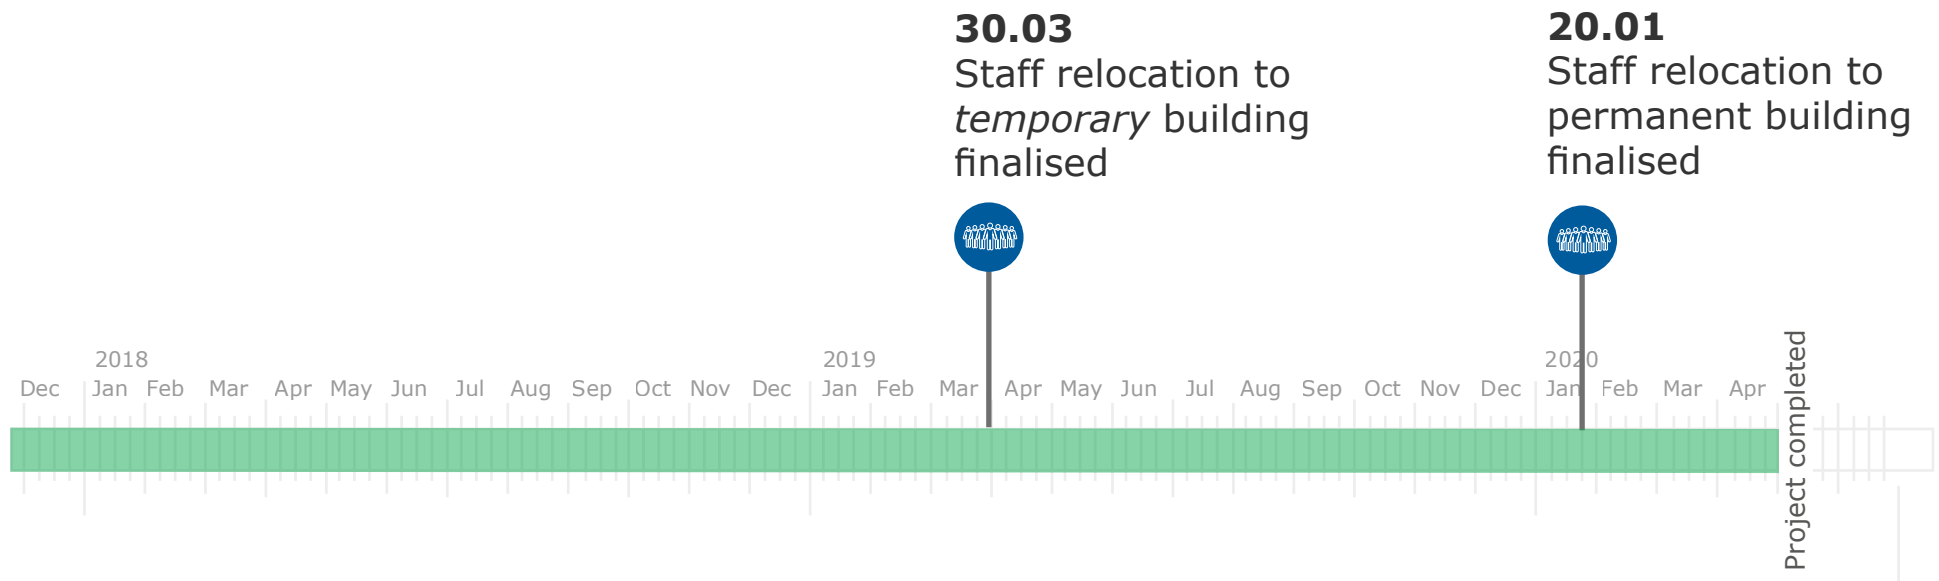 30.03
Staff relocation to
temporary building
finalised
20.01
Staff relocation to
permanent building
finalised
2018
2019
2020
Dec Jan Feb Mar Apr May Jun Jul Aug Sep Oct Nov Dec Jan Feb Mar Apr May Jun Jul Aug Sep Oct Nov Dec Jan Feb Mar Apr
Project completed